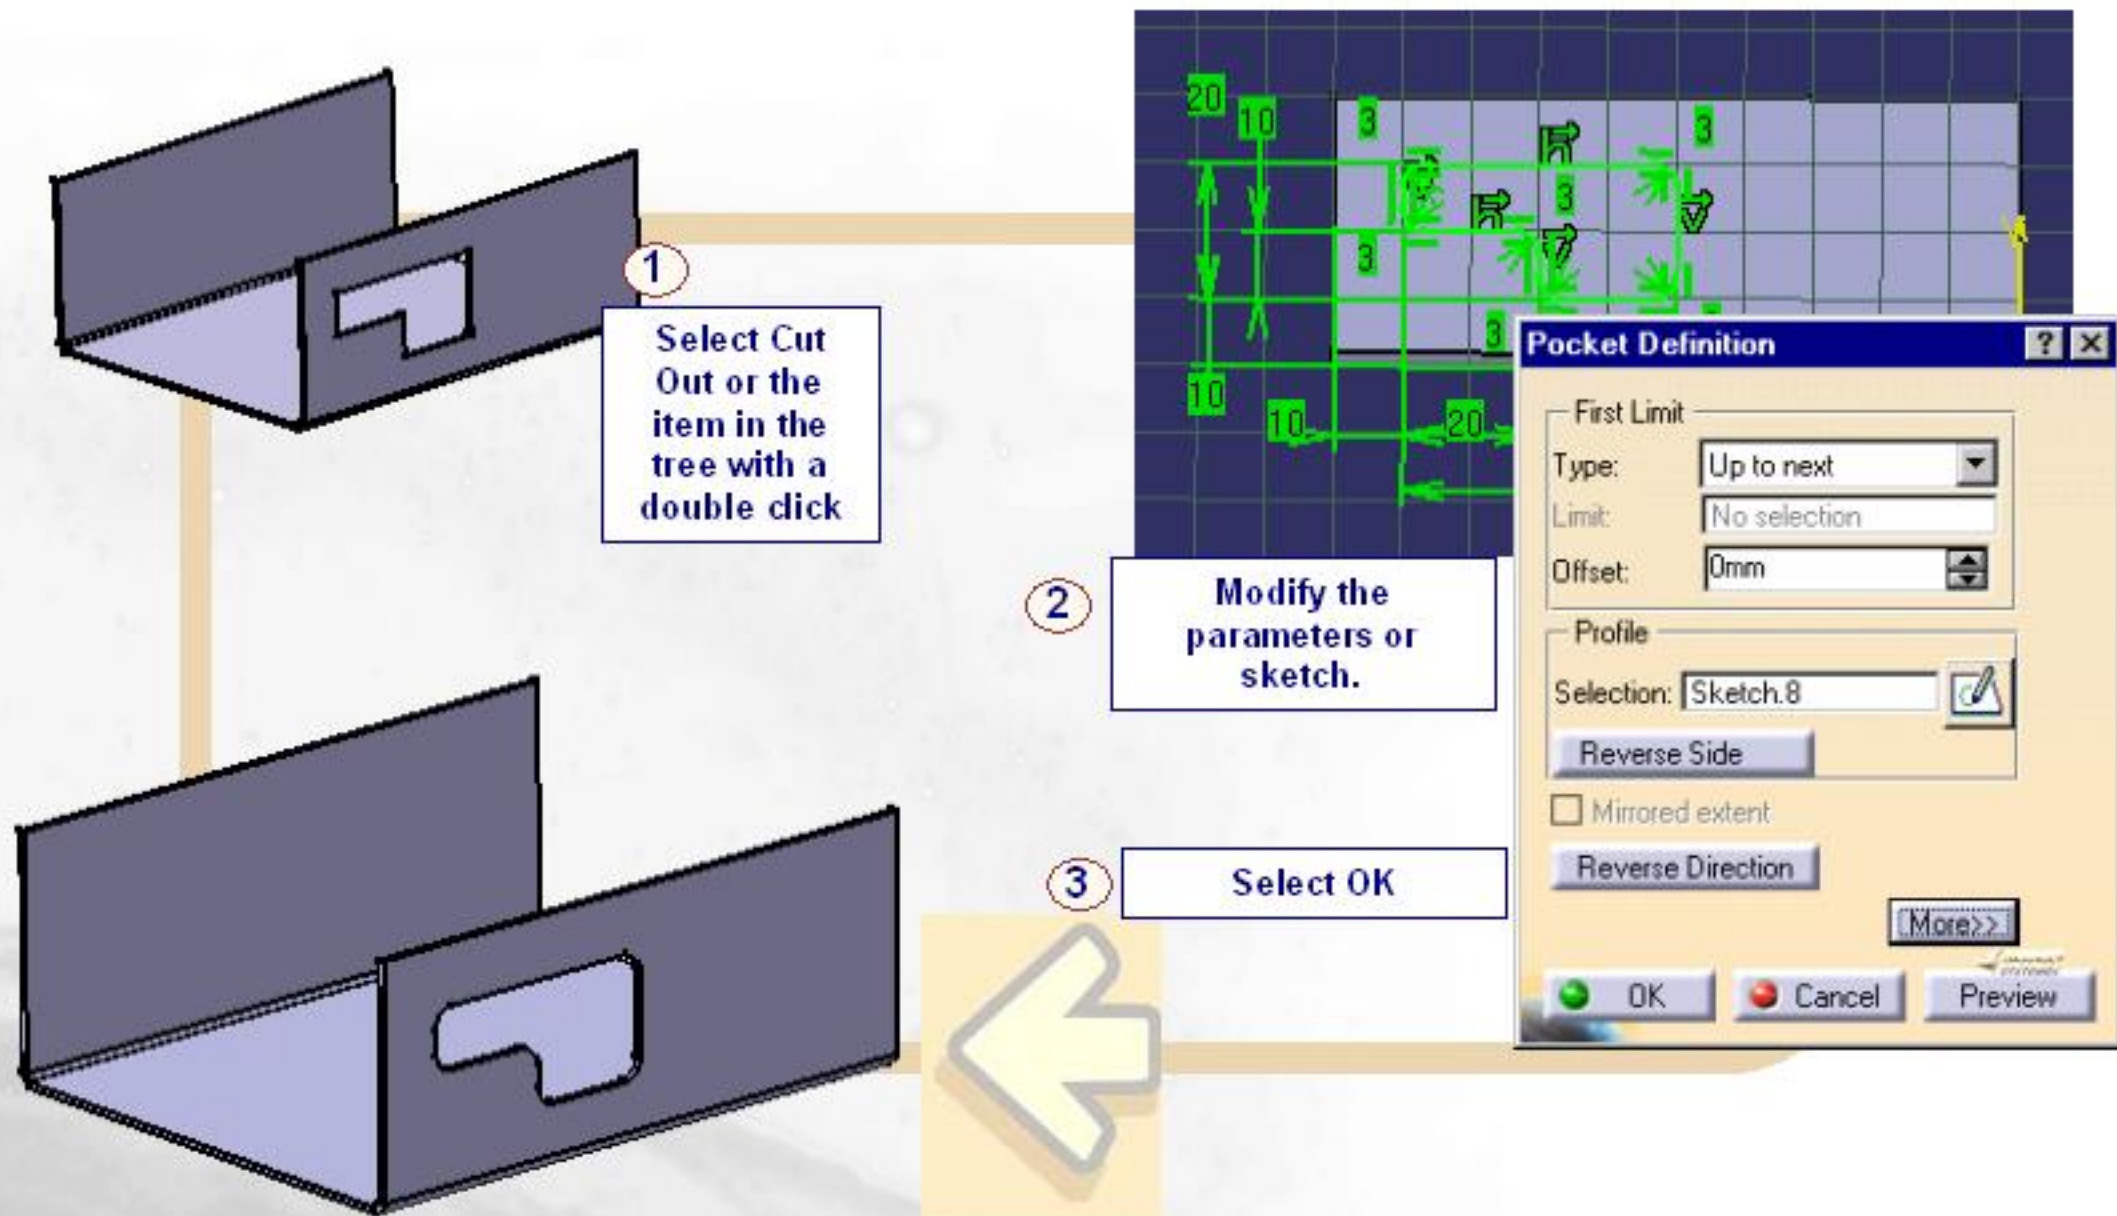 1
Select Cut
Out or the
item in the
tree with a
double click
20
10
3
3
3
3
3
10
10
20
2
Modify the
parameters or
sketch.
3
Select OK
Pocket Definition
First Limit
Type: Up to next
Limit: No selection
Offset: 0mm
Profile
Selection: Sketch.8
Reverse Side
Mirrored extent
Reverse Direction
More>>
OK Cancel Preview